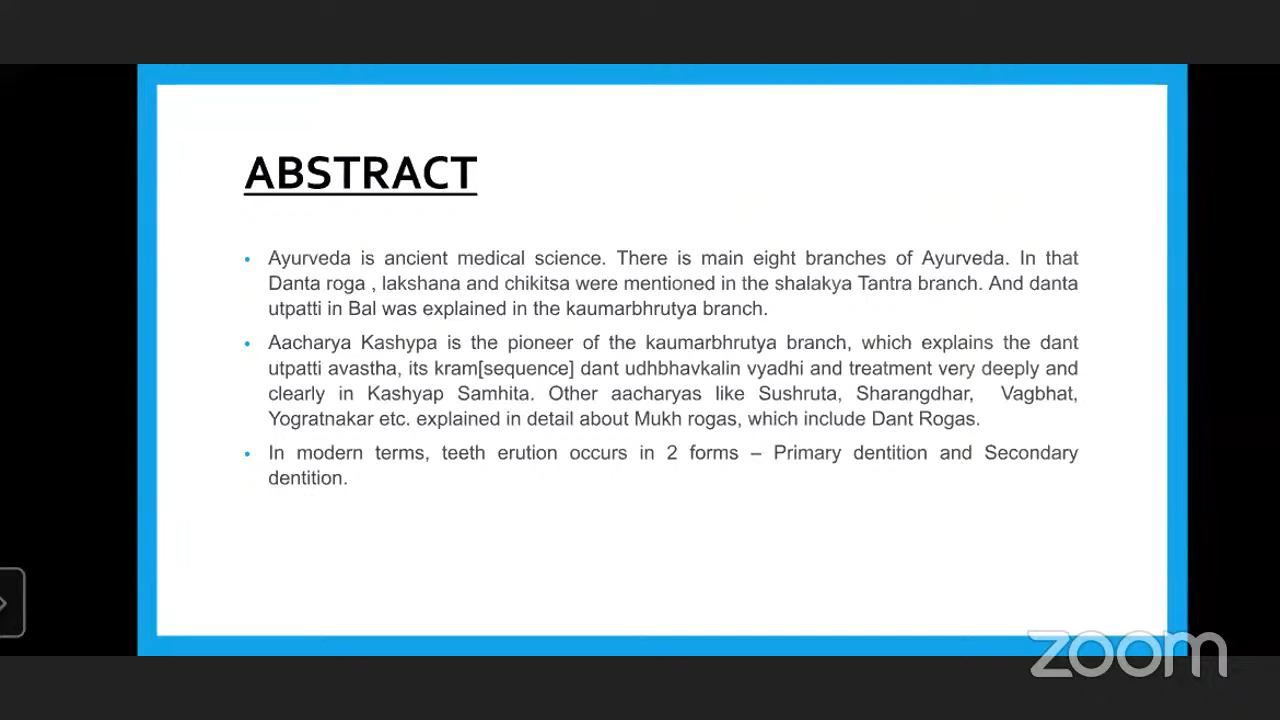 ABSTRACT
Ayurveda is ancient medical science. There is main eight branches of Ayurveda. In that
Danta roga , lakshana and chikitsa were mentioned in the shalakya Tantra branch. And danta
utpatti in Bal was explained in the kaumarbhrutya branch.
Aacharya Kashypa is the pioneer of the kaumarbhrutya branch, which explains the dant
utpatti avastha, its kram[sequence] dant udhbhavkalin vyadhi and treatment very deeply and
clearly in Kashyap Samhita. Other aacharyas like Sushruta, Sharangdhar, Vagbhat,
Yogratnakar etc. explained in detail about Mukh rogas, which include Dant Rogas.
In modern terms, teeth erution occurs in 2 forms – Primary dentition and Secondary
dentition.
zoom